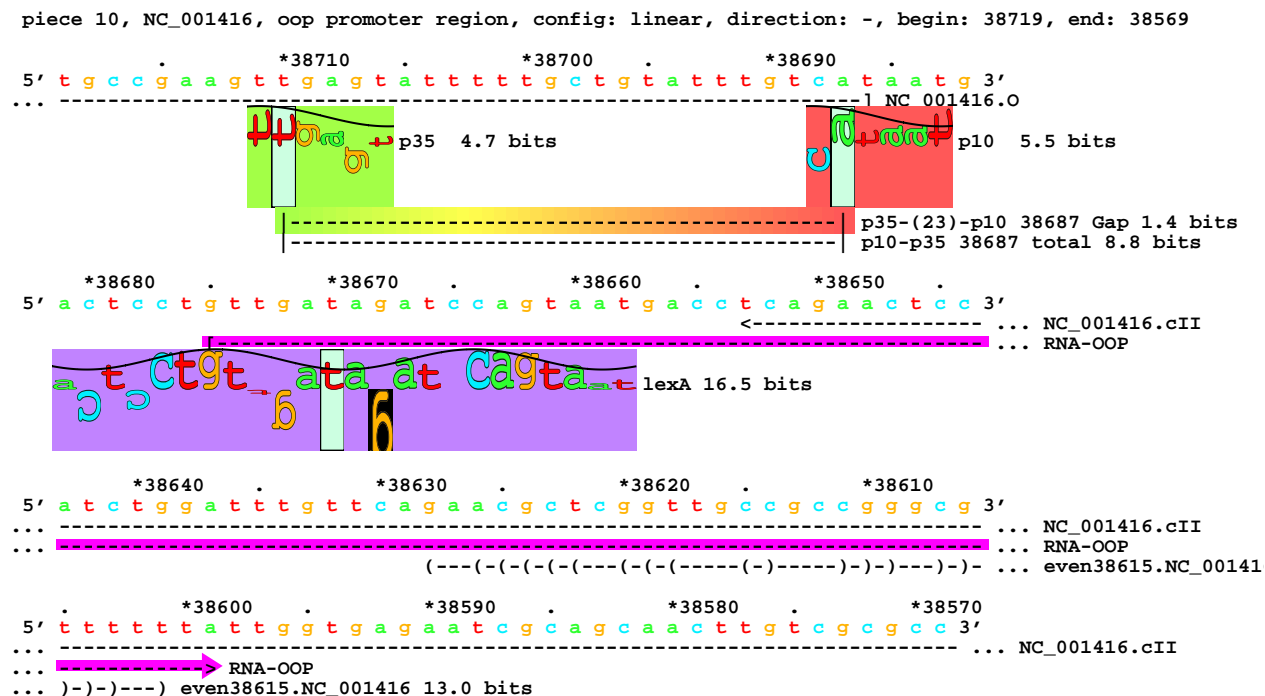 piece 10, NC_001416, oop promoter region, config: linear, direction: -, begin: 38719, end: 38569
. *38710 . *38700 . *38690 .
5′ t g c c g a a g t t g a g t a t t t t t g c t g t a t t t g t c a t a a t g 3′
... ---------------------------------] NC_001416.O
t t g a g t p35 4.7 bits c a t a a t p10 5.5 bits
|---------------------------------------------| p35-(23)-p10 38687 Gap 1.4 bits
|---------------------------------------------| p10-p35 38687 total 8.8 bits
*38680 . *38670 . *38660 . *38650 .
5′ a c t c c t g t t g a t a g a t c c a g t a a t g a c c t c a g a a c t c c 3′
<------------------- ... NC_001416.cII
[--------------------------------------------------------------- ... RNA-OOP
a c t c c t g t t g a t a g a t c c a g t a a t lexA 16.5 bits
*38640 . *38630 . *38620 . *38610
5′ a t c t g g a t t t g t t c a g a a c g c t c g g t t g c c g c c g g g c g 3′
... ---------------------------------------------------------------------------- ... NC_001416.cII
... ---------------------------------------------------------------------------- ... RNA-OOP
(---(-(-(-(-(---(-(-(-----(-)-----)-)-)---)-)- ... even38615.NC_00141
. *38600 . *38590 . *38580 . *38570
5′ t t t t t t a t t g g t g a g a a t c g c a g c a a c t t g t c g c g c c 3′
... -------------------------------------------------------------------------- ... NC_001416.cII
... ------------> RNA-OOP
... )-)-)---) even38615.NC_001416 13.0 bits